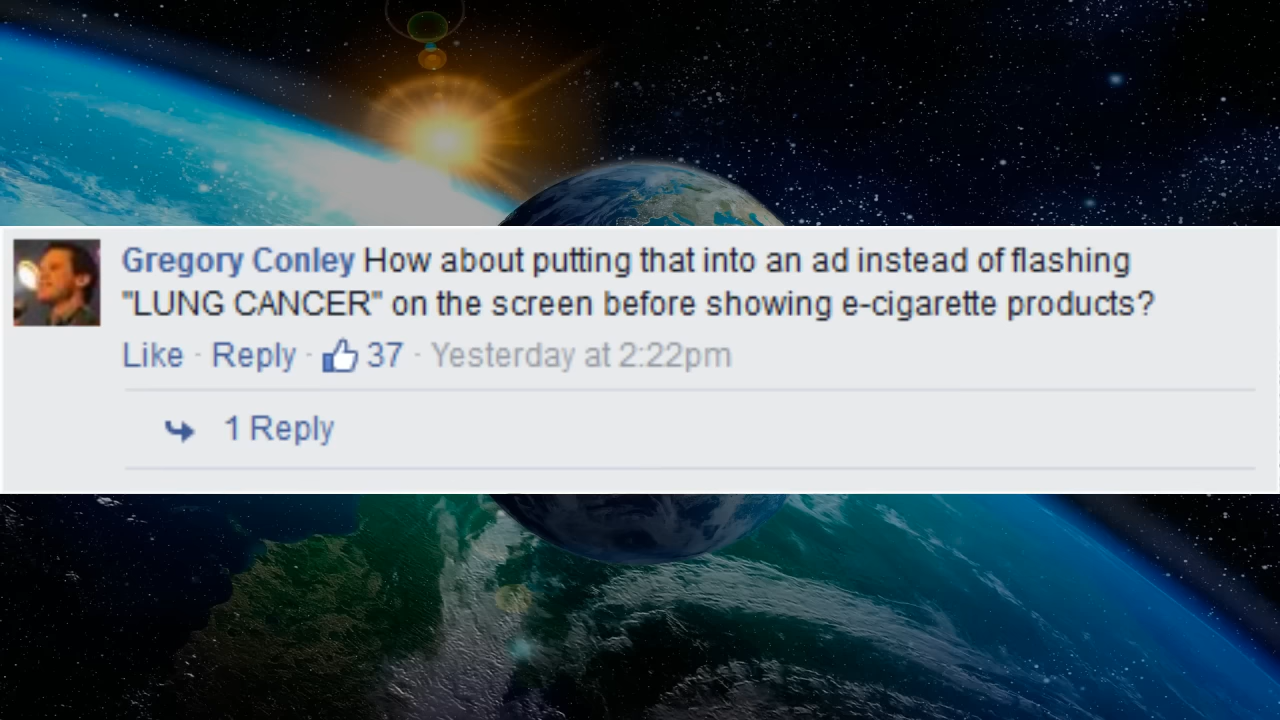 Gregory Conley How about putting that into an ad instead of flashing
"LUNG CANCER" on the screen before showing e-cigarette products?
Like · Reply · 37 · Yesterday at 2:22pm
1 Reply